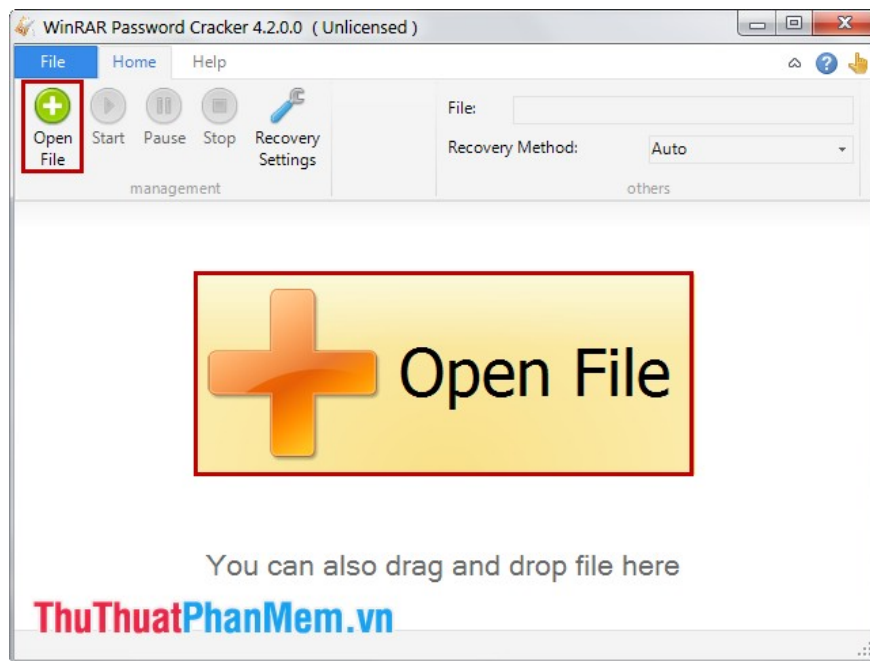 WinRAR Password Cracker 4.2.0.0 ( Unlicensed )
File Home Help
Open File
Start
Pause
Stop
Recovery Settings
management
File:
Recovery Method: Auto
others
Open File
You can also drag and drop file here
ThuThuatPhanMem.vn